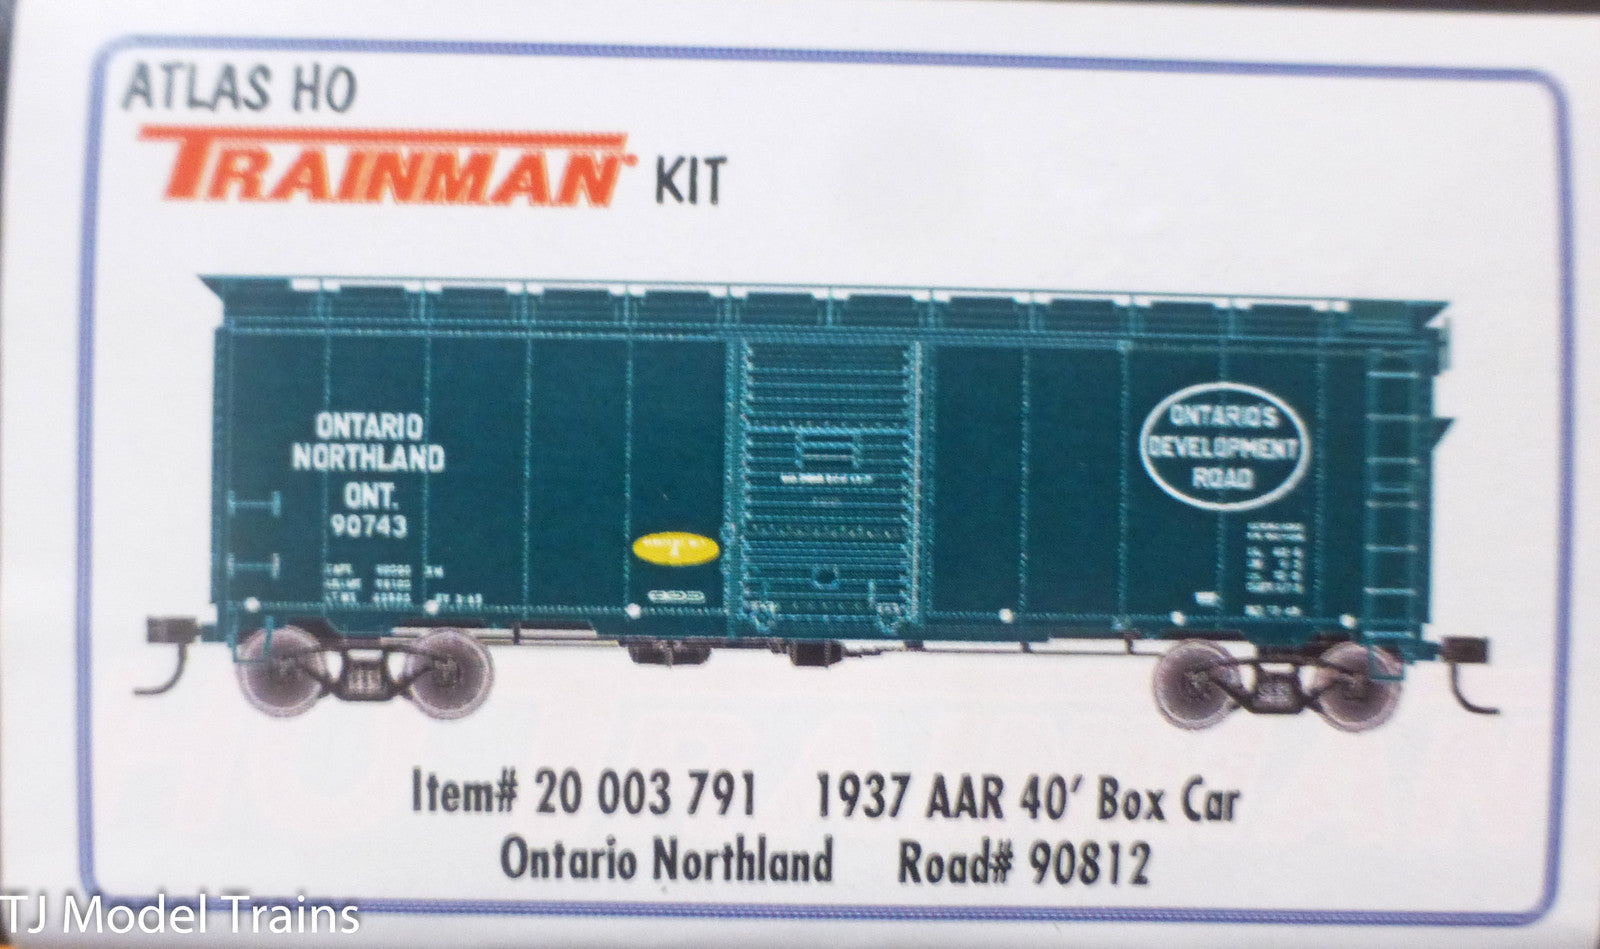 ATLAS HO
TRAINMAN KIT
ONTARIO
NORTHLAND
ONT.
90743
ONTARIO'S
DEVELOPMENT
ROAD
Item# 20 003 791 1937 AAR 40' Box Car
Ontario Northland Road# 90812
TJ Model Trains